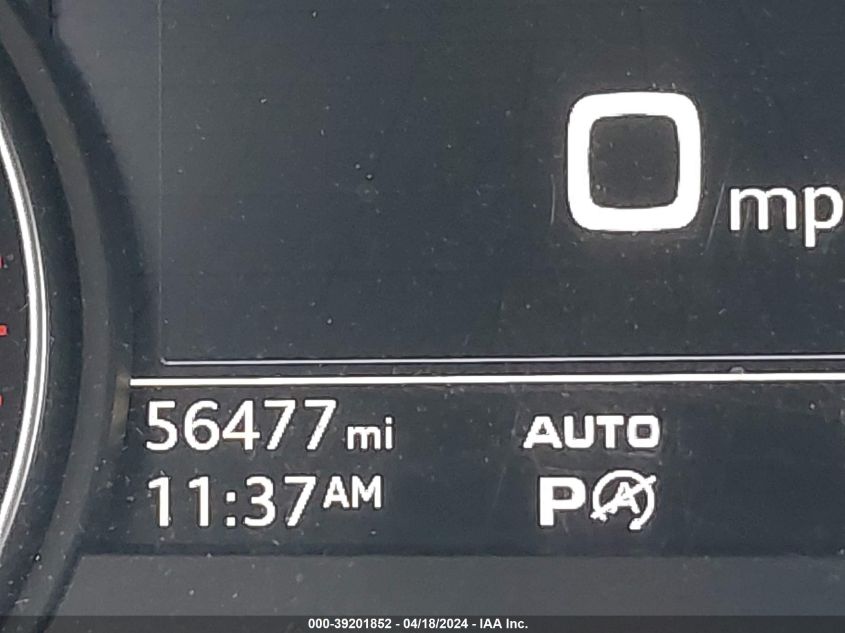 0 mp
56477 mi AUTO
11:37 AM P A
000-39201852 - 04/18/2024 - IAA Inc.